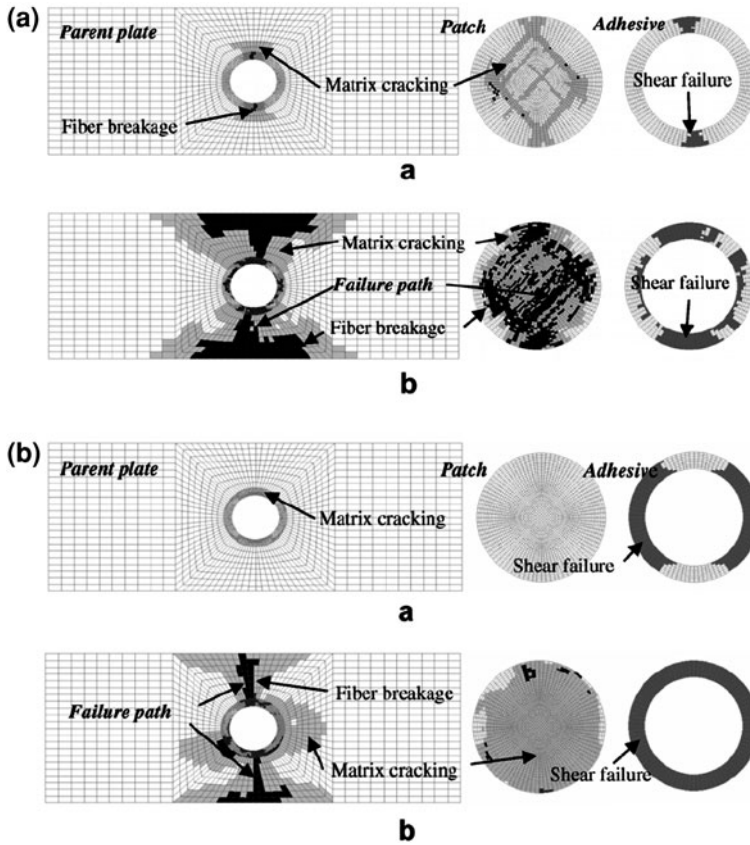 (a)
Parent plate
Patch
Adhesive
Matrix cracking
Shear failure
Fiber breakage
a
Matrix cracking
Failure path
Shear failure
Fiber breakage
b
(b)
Parent plate
Patch
Adhesive
Matrix cracking
Shear failure
a
Fiber breakage
Failure path
Matrix cracking
Shear failure
b